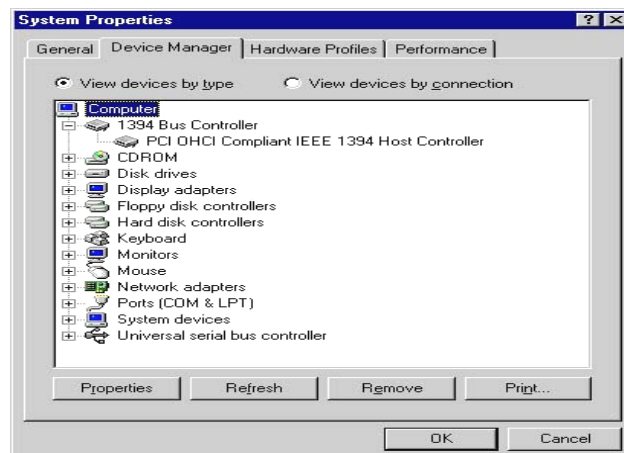 System Properties
General Device Manager Hardware Profiles Performance
View devices by type View devices by connection
Computer
1394 Bus Controller
PCI OHCI Compliant IEEE 1394 Host Controller
CDROM
Disk drives
Display adapters
Floppy disk controllers
Hard disk controllers
Keyboard
Monitors
Mouse
Network adapters
Ports (COM & LPT)
System devices
Universal serial bus controller
Properties Refresh Remove Print...
OK Cancel